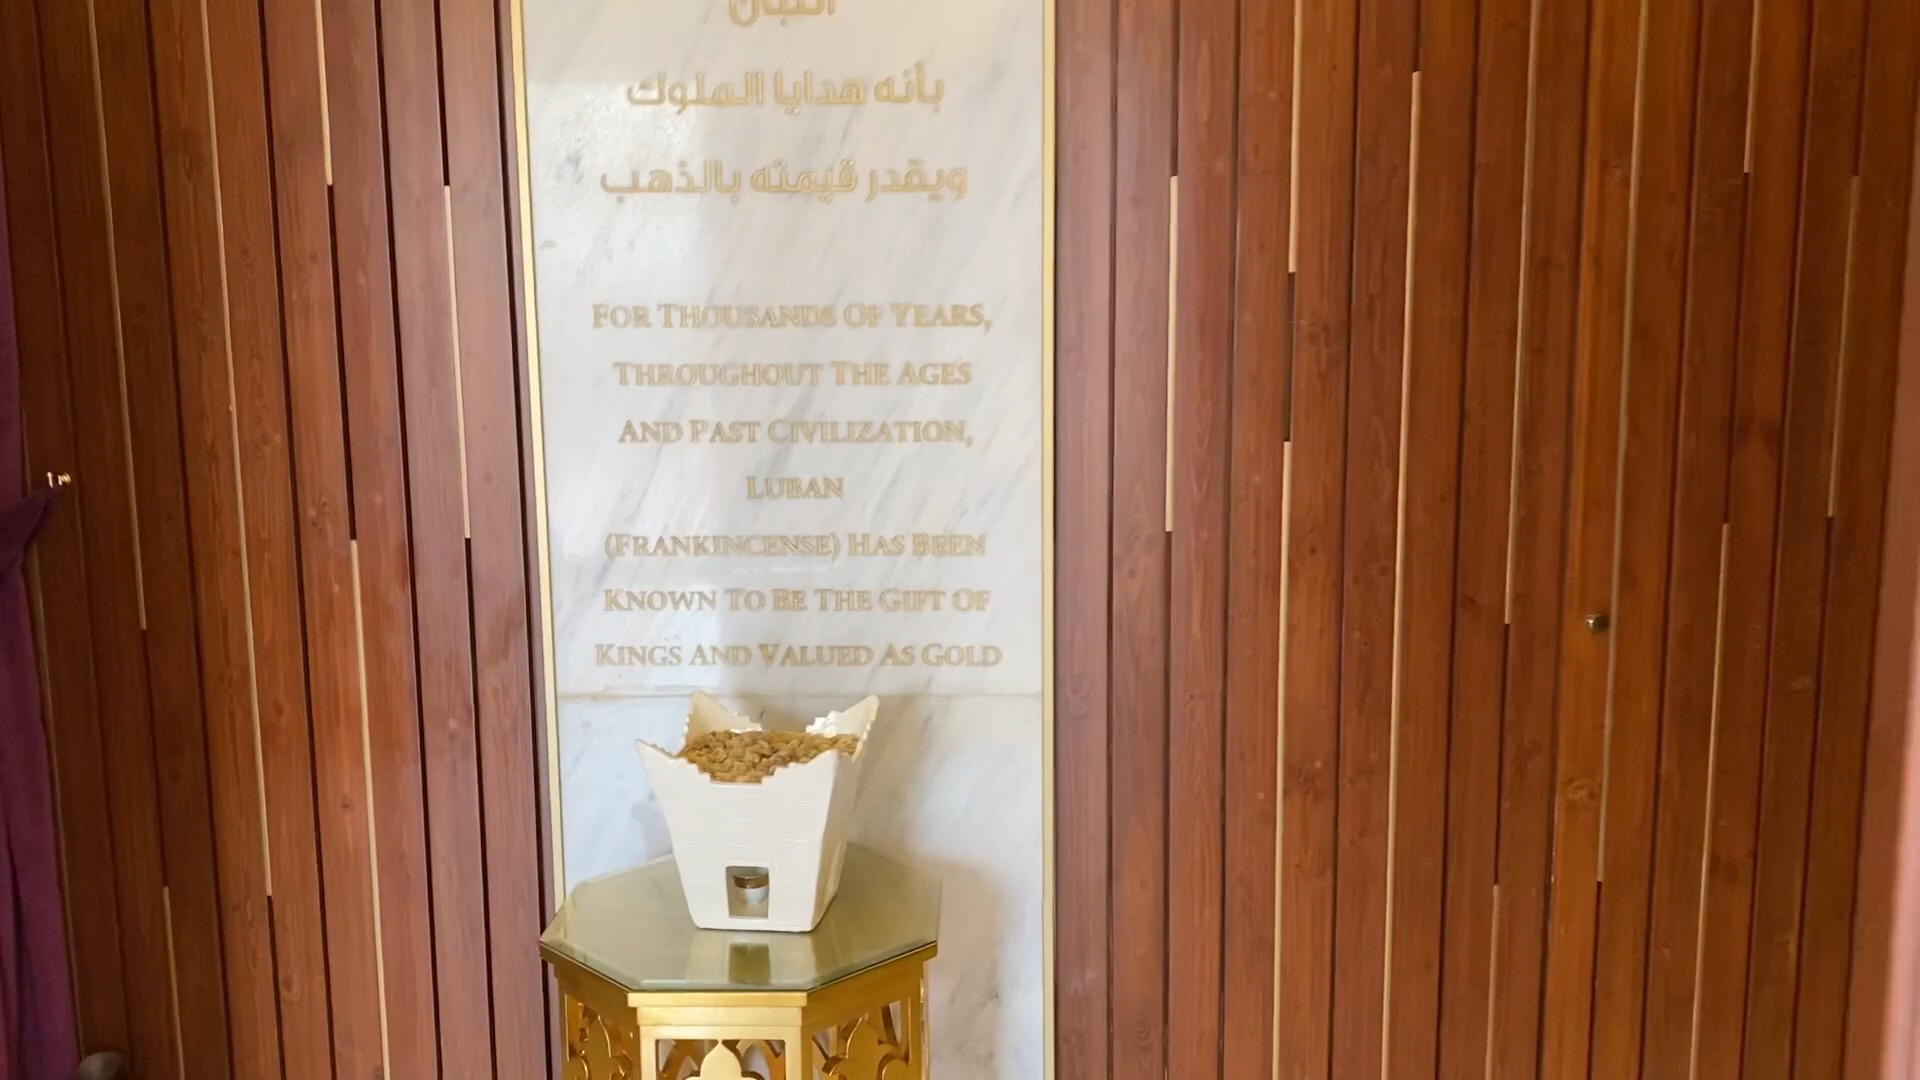 اللبان
بأنه هدايا الملوك
ويقدر قيمته بالذهب
FOR THOUSANDS OF YEARS,
THROUGHOUT THE AGES
AND PAST CIVILIZATION,
LUBAN
(FRANKINCENSE) HAS BEEN
KNOWN TO BE THE GIFT OF
KINGS AND VALUED AS GOLD